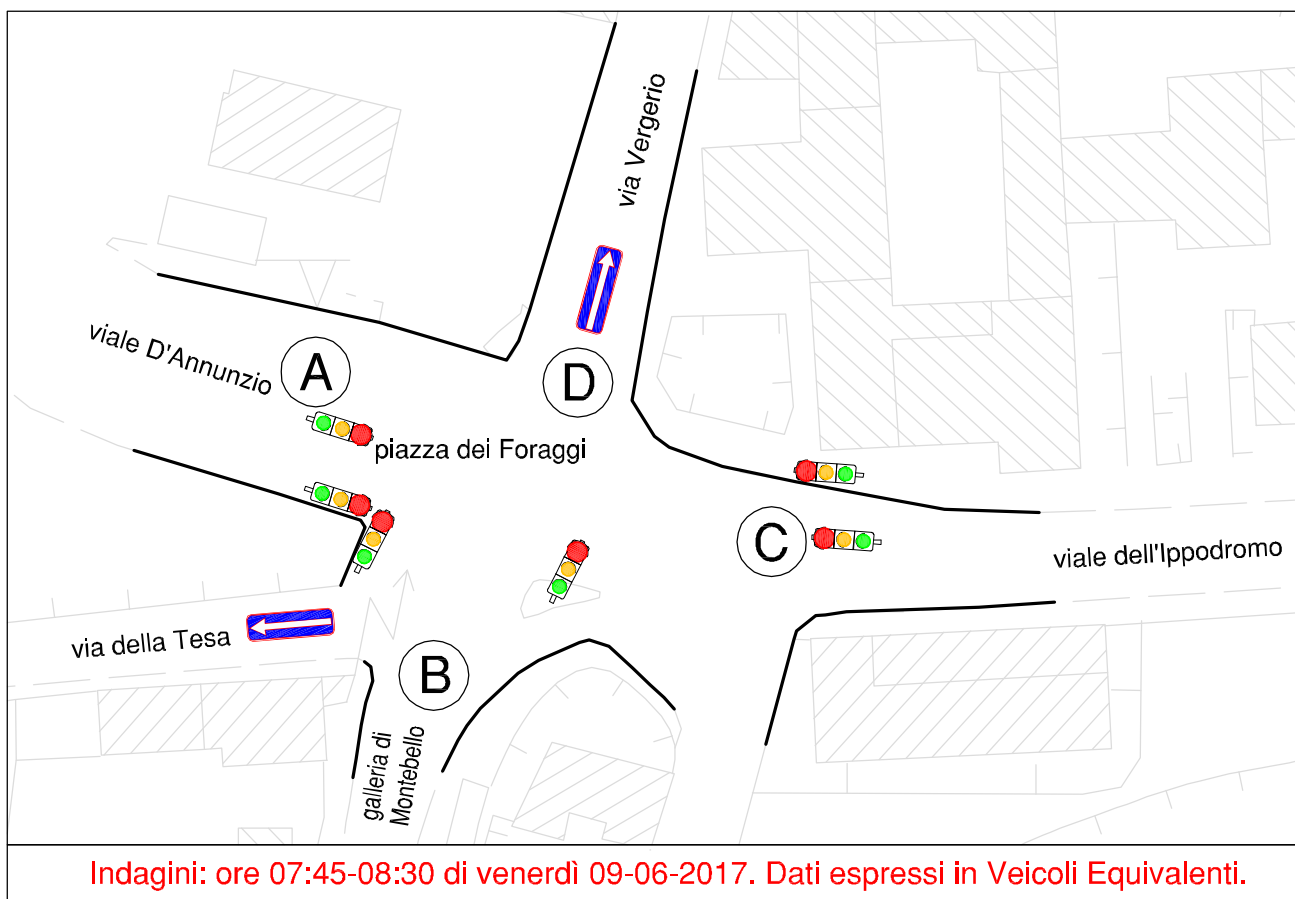 via Vergerio
viale D'Annunzio
A
D
piazza dei Foraggi
C
viale dell'Ippodromo
via della Tesa
B
galleria di
Montebello
Indagini: ore 07:45-08:30 di venerdì 09-06-2017. Dati espressi in Veicoli Equivalenti.